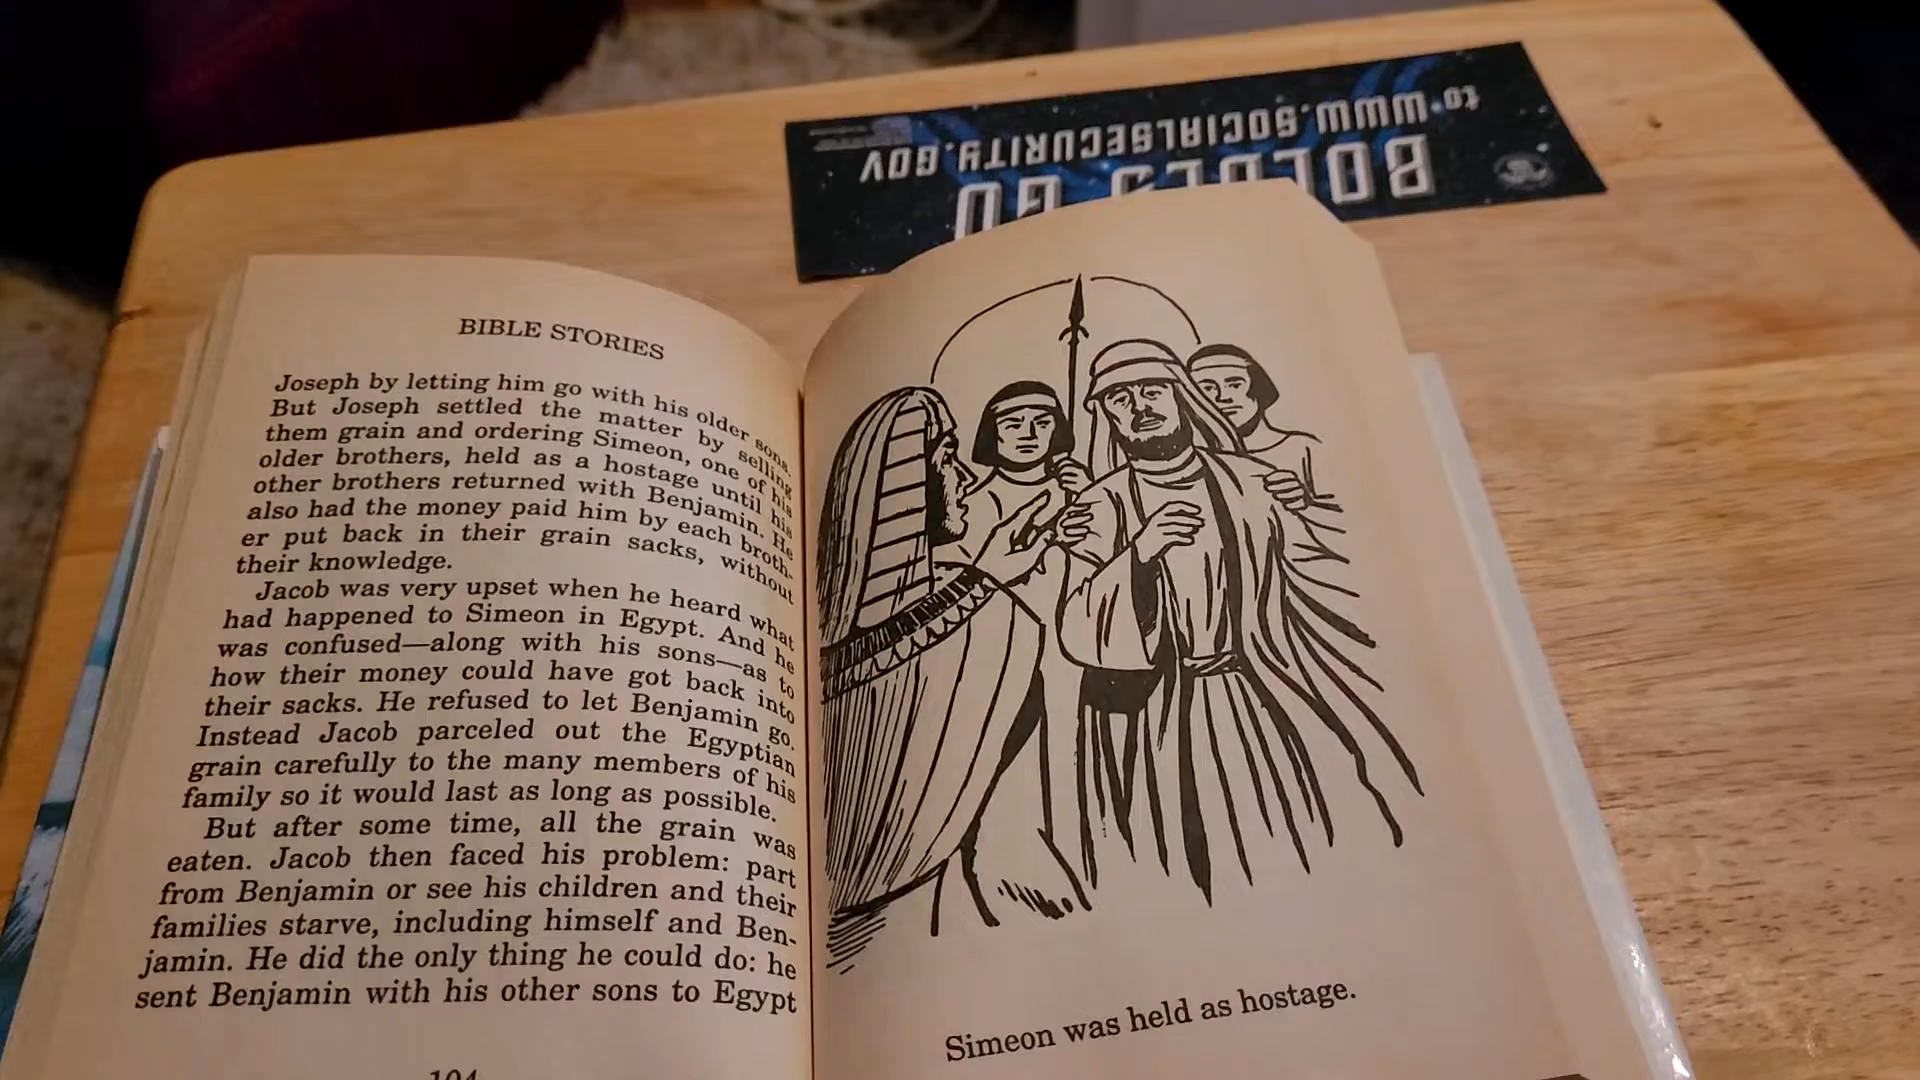 to WWW.SOCIALSECURITY.GOV
BOLDLY GO
BIBLE STORIES
Joseph by letting him go with his older sons.
But Joseph settled the matter by selling
them grain and ordering Simeon, one of his
older brothers, held as a hostage until his
other brothers returned with Benjamin. He
also had the money paid him by each broth-
er put back in their grain sacks, without
their knowledge.
Jacob was very upset when he heard what
had happened to Simeon in Egypt. And he
was confused—along with his sons—as to
how their money could have got back into
their sacks. He refused to let Benjamin go.
Instead Jacob parceled out the Egyptian
grain carefully to the many members of his
family so it would last as long as possible.
But after some time, all the grain was
eaten. Jacob then faced his problem: part
from Benjamin or see his children and their
families starve, including himself and Ben-
jamin. He did the only thing he could do: he
sent Benjamin with his other sons to Egypt
104
Simeon was held as hostage.